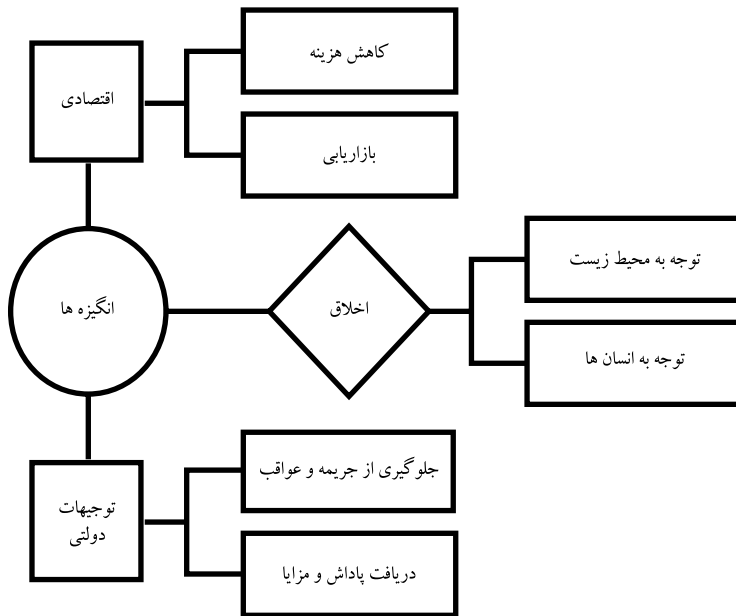 کاهش هزینه
اقتصادی
بازاریابی
توجه به محیط زیست
انگیزه ها
اخلاق
توجه به انسان ها
جلوگیری از جریمه و عواقب
توجیهات
دولتی
دریافت پاداش و مزایا